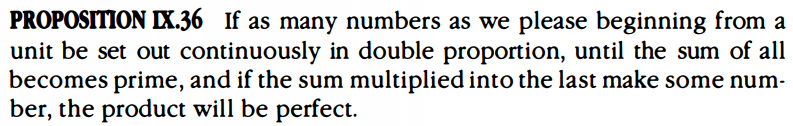 PROPOSITION IX.36 If as many numbers as we please beginning from a
unit be set out continuously in double proportion, until the sum of all
becomes prime, and if the sum multiplied into the last make some num-
ber, the product will be perfect.